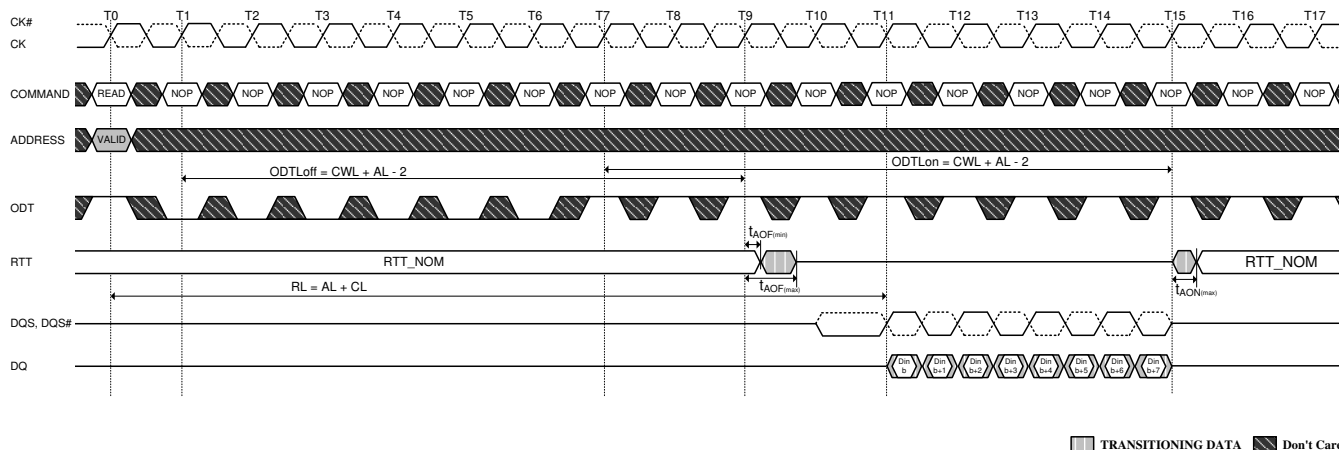 T0 T1 T2 T3 T4 T5 T6 T7 T8 T9 T10 T11 T12 T13 T14 T15 T16 T17
CK#
CK
COMMAND READ NOP NOP NOP NOP NOP NOP NOP NOP NOP NOP NOP NOP NOP NOP NOP NOP NOP
ADDRESS VALID
ODTLoff = CWL + AL - 2
ODTLon = CWL + AL - 2
ODT
tAOF(min)
RTT RTT_NOM RTT_NOM
tAOF(max)
tAON(max)
RL = AL + CL
DQS, DQS#
DQ Din b Din b+1 Din b+2 Din b+3 Din b+4 Din b+5 Din b+6 Din b+7
TRANSITIONING DATA Don't Care